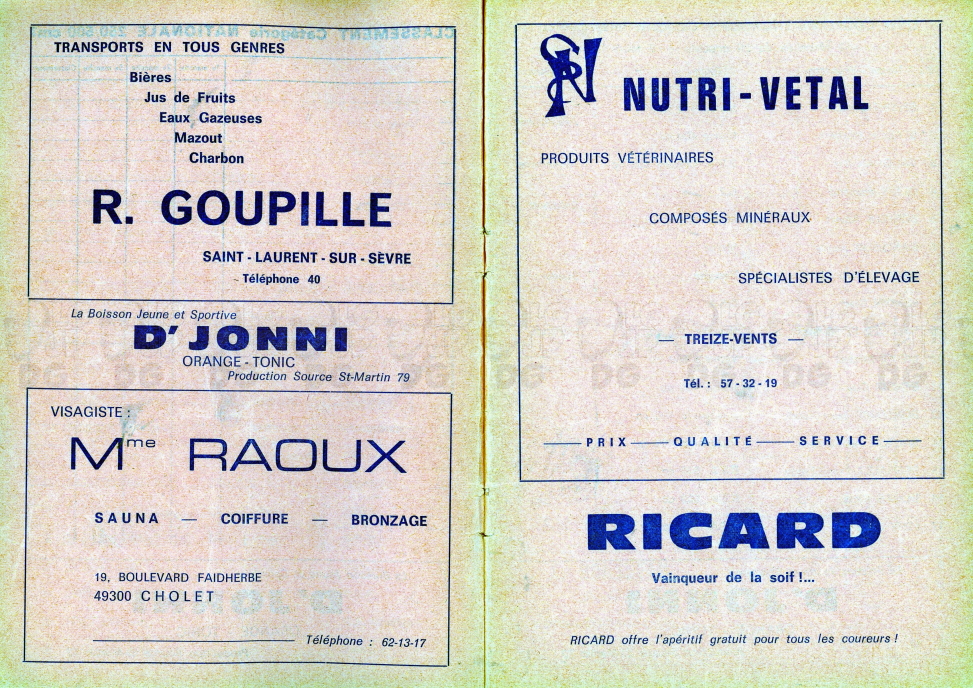 TRANSPORTS EN TOUS GENRES
Bières
Jus de Fruits
Eaux Gazeuses
Mazout
Charbon
R. GOUPILLE
SAINT-LAURENT-SUR-SÈVRE
Téléphone 40
La Boisson Jeune et Sportive
D'JONNI
ORANGE-TONIC
Production Source St-Martin 79
VISAGISTE :
Mme RAOUX
SAUNA — COIFFURE — BRONZAGE
19, BOULEVARD FAIDHERBE
49300 CHOLET
Téléphone : 62-13-17
NUTRI-VETAL
PRODUITS VÉTÉRINAIRES
COMPOSÉS MINÉRAUX
SPÉCIALISTES D'ÉLEVAGE
— TREIZE-VENTS —
Tél. : 57-32-19
PRIX — QUALITÉ — SERVICE
RICARD
Vainqueur de la soif !...
RICARD offre l'apéritif gratuit pour tous les coureurs !